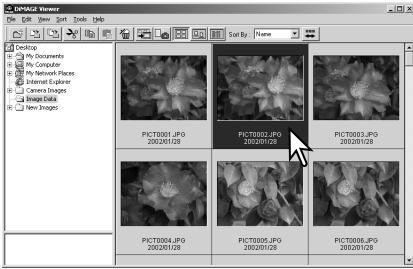 DiMAGE Viewer
File Edit View Sort Tools Help
Sort By : Name
Desktop
My Documents
My Computer
My Network Places
Internet Explorer
Camera Images
Image Data
New Images
PICT0001.JPG
2002/01/28
PICT0002.JPG
2002/01/28
PICT0003.JPG
2002/01/28
PICT0004.JPG
2002/01/28
PICT0005.JPG
2002/01/28
PICT0006.JPG
2002/01/28